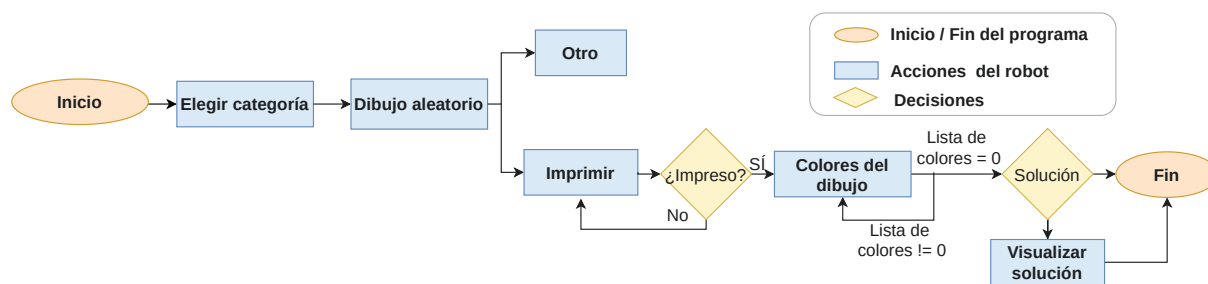 Inicio
Elegir categoría
Dibujo aleatorio
Otro
Imprimir
¿Impreso?
SÍ
No
Colores del
dibujo
Lista de
colores = 0
Lista de
colores != 0
Solución
Visualizar
solución
Fin
Inicio / Fin del programa
Acciones del robot
Decisiones